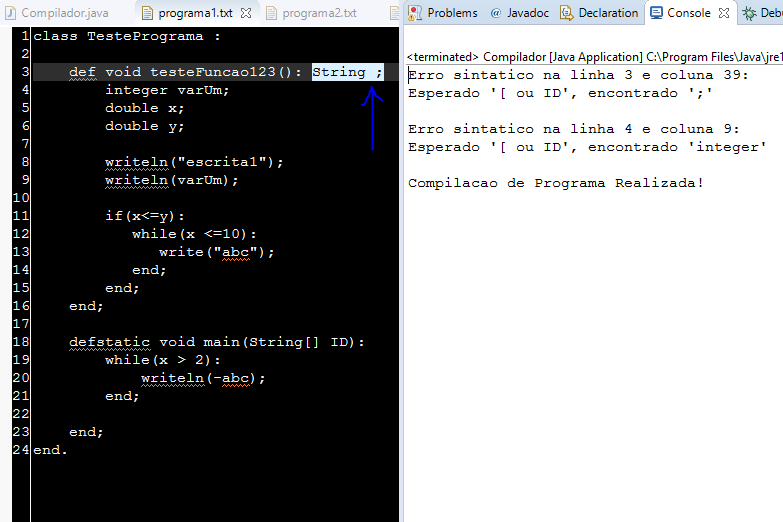 Compilador.java programa1.txt programa2.txt
1 class TestePrograma :
2
3 def void testeFuncao123(): String ;
4 integer varUm;
5 double x;
6 double y;
7
8 writeln("escrita1");
9 writeln(varUm);
10
11 if(x<=y):
12 while(x <=10):
13 write("abc");
14 end;
15 end;
16 end;
17
18 defstatic void main(String[] ID):
19 while(x > 2):
20 writeln(-abc);
21 end;
22
23 end;
24 end.
Problems @ Javadoc Declaration Console Debu
<terminated> Compilador [Java Application] C:\Program Files\Java\jre1
Erro sintatico na linha 3 e coluna 39:
Esperado '[ ou ID', encontrado ';'
Erro sintatico na linha 4 e coluna 9:
Esperado '[ ou ID', encontrado 'integer'
Compilacao de Programa Realizada!